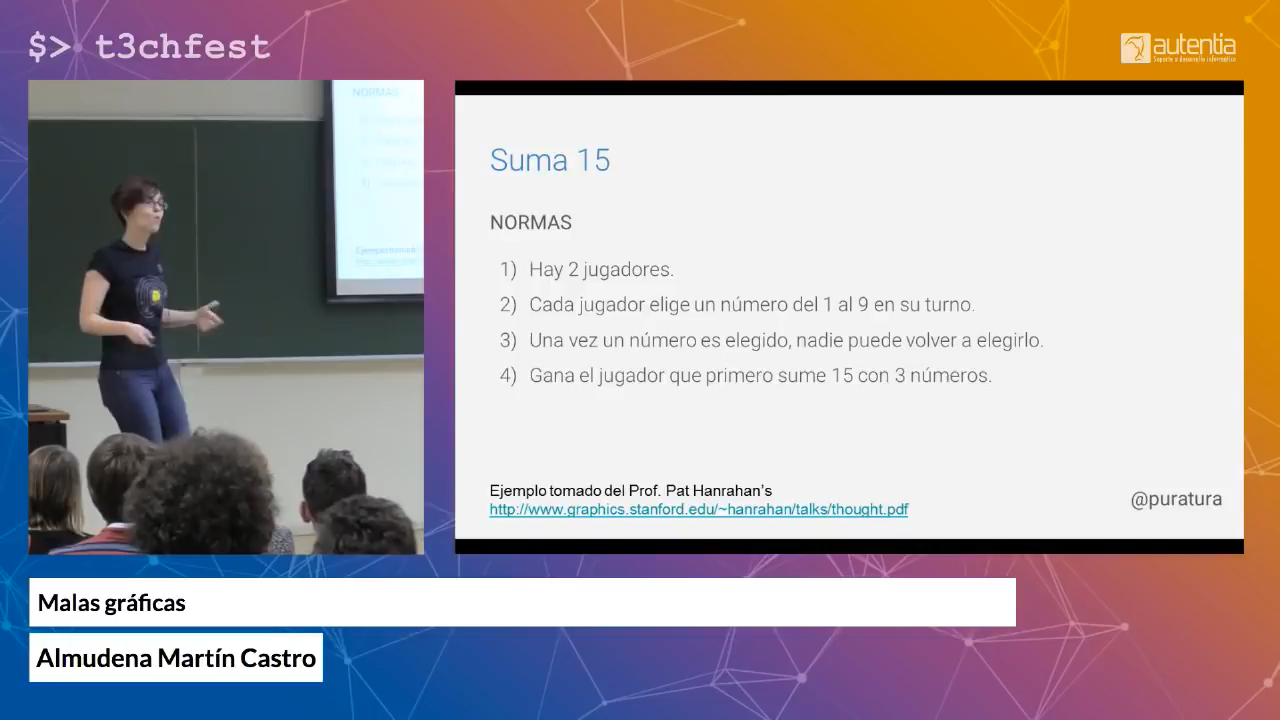 $> t3chfest
autentia
Soporte a desarrollo informático
NORMAS
Suma 15
NORMAS
1) Hay 2 jugadores.
2) Cada jugador elige un número del 1 al 9 en su turno.
3) Una vez un número es elegido, nadie puede volver a elegirlo.
4) Gana el jugador que primero sume 15 con 3 números.
Ejemplo tomado del Prof. Pat Hanrahan's
http://www.graphics.stanford.edu/~hanrahan/talks/thought.pdf
@puratura
Malas gráficas
Almudena Martín Castro